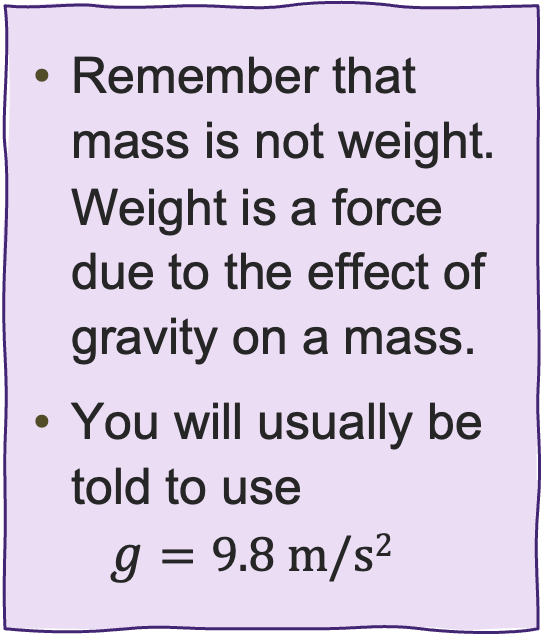 • Remember that
mass is not weight.
Weight is a force
due to the effect of
gravity on a mass.
• You will usually be
told to use
g = 9.8 m/s²